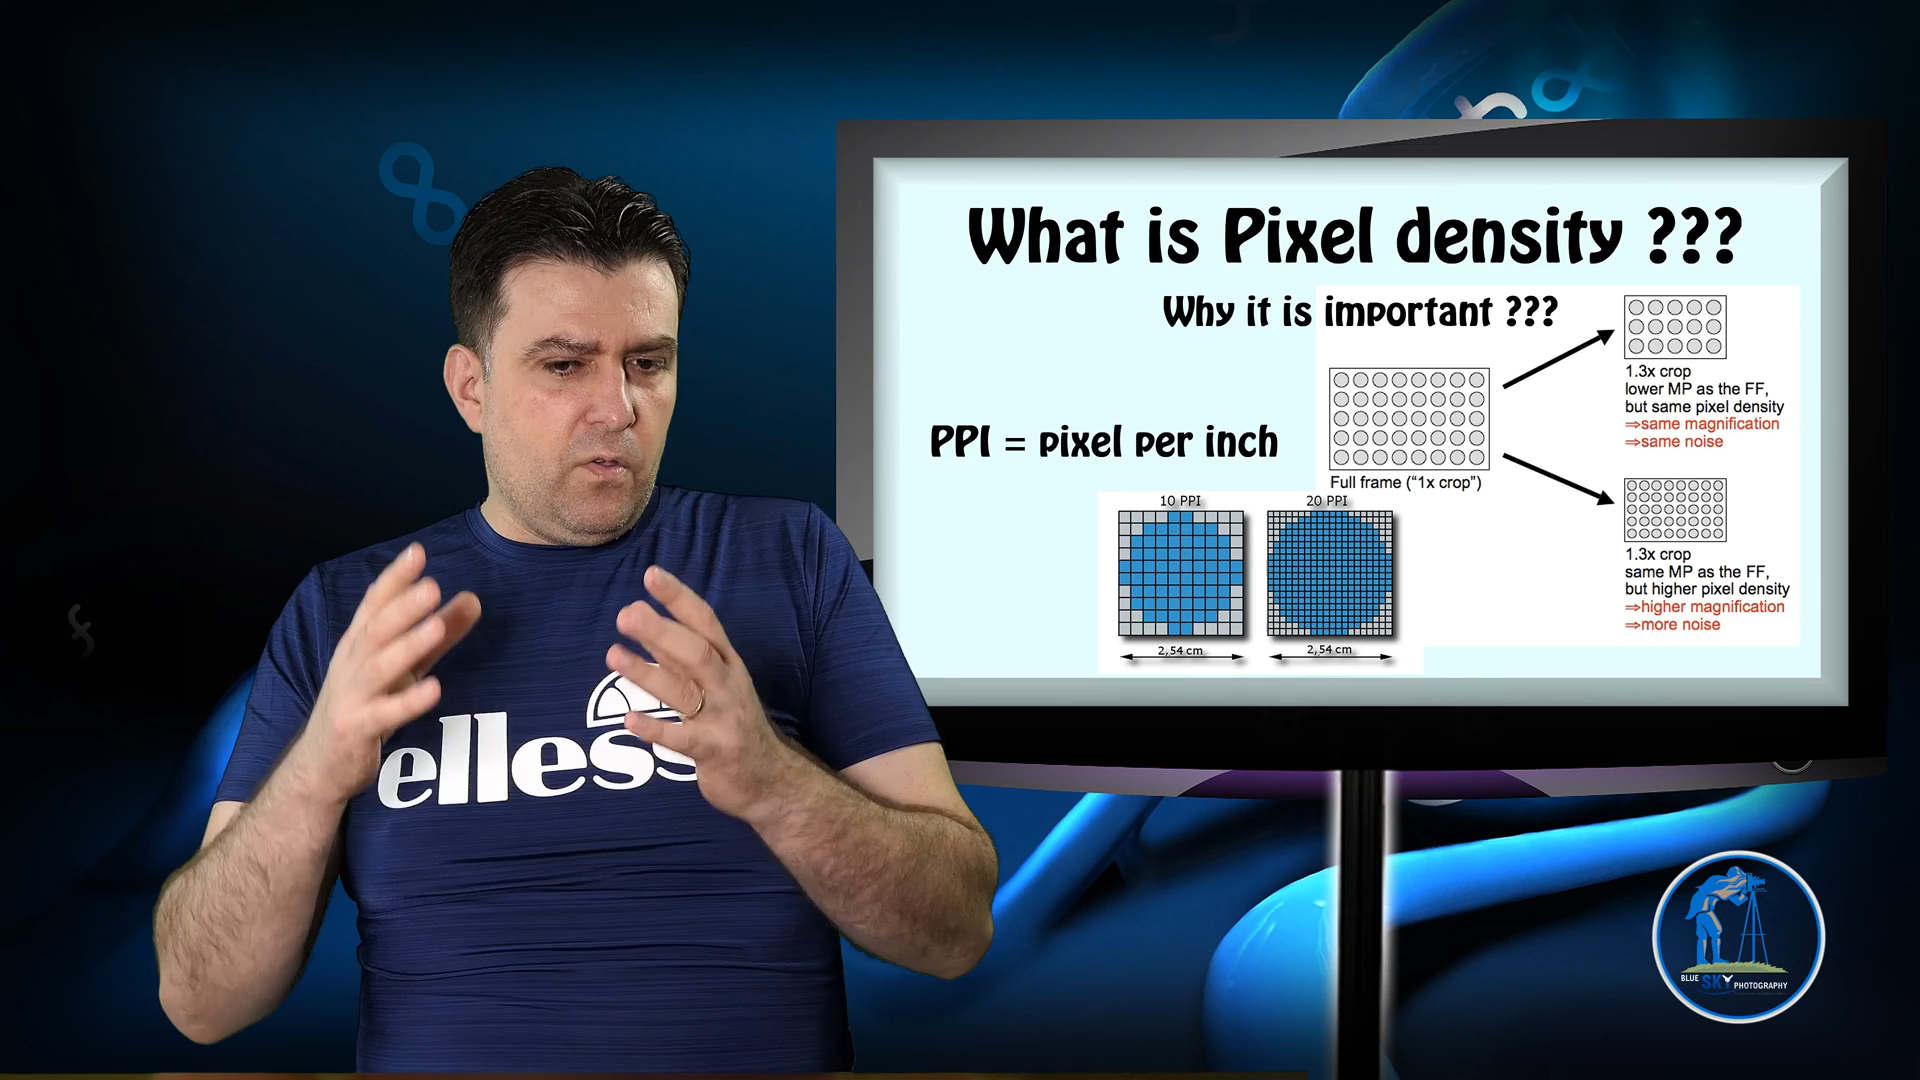 What is Pixel density ???
Why it is important ???
1.3x crop
lower MP as the FF,
but same pixel density
⇒same magnification
⇒same noise
PPI = pixel per inch
Full frame (“1x crop”)
10 PPI
20 PPI
2,54 cm
2,54 cm
1.3x crop
same MP as the FF,
but higher pixel density
⇒higher magnification
⇒more noise
elless
BLUE SKY PHOTOGRAPHY